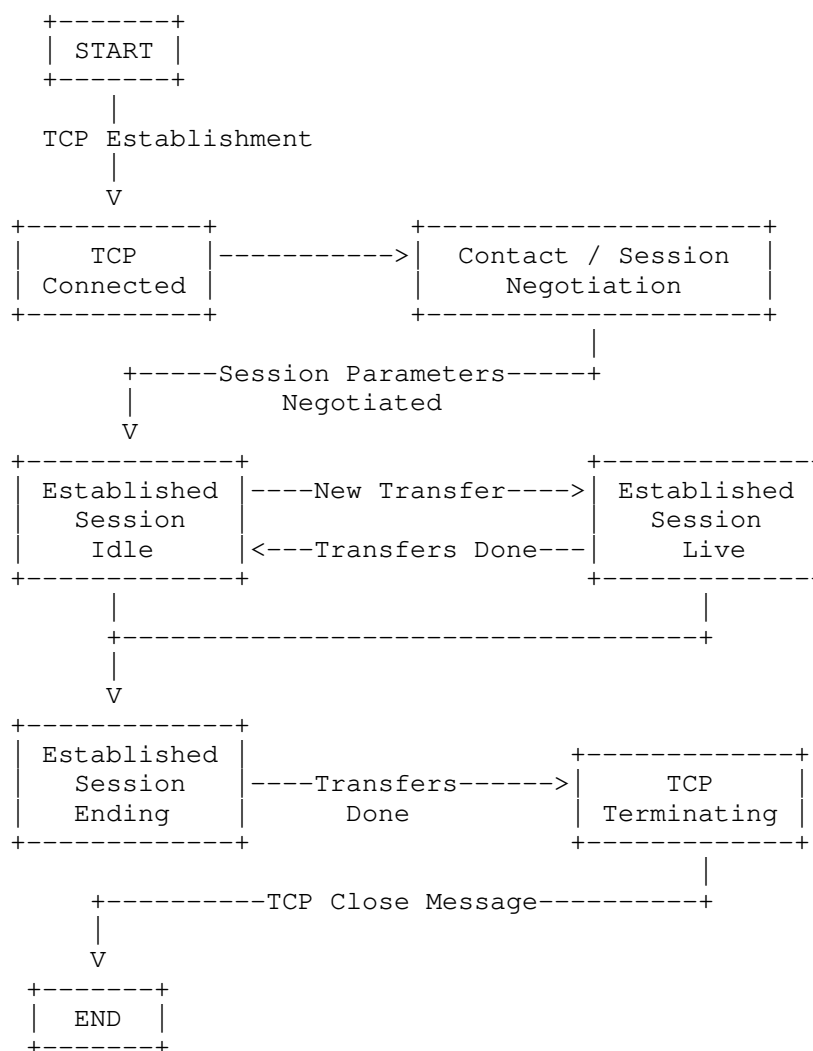 START
TCP Establishment
TCP Contact / Session
Connected Negotiation
Session Parameters
Negotiated
Established New Transfer Established
Session Session
Idle Transfers Done Live
Established
Session Transfers TCP
Ending Done Terminating
TCP Close Message
END